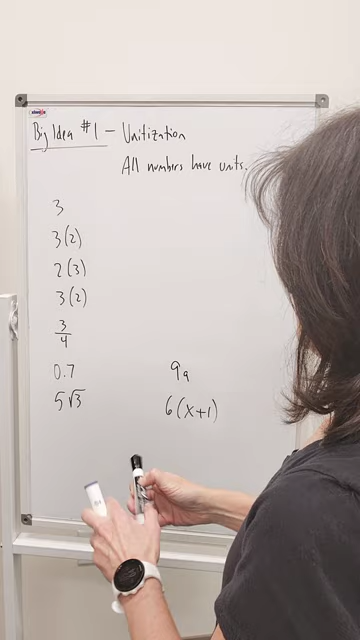 Big Idea #1 - Unitization
All numbers have units.
3
3(2)
2(3)
3(2)
3/4
0.7
9a
5√3
6(x+1)